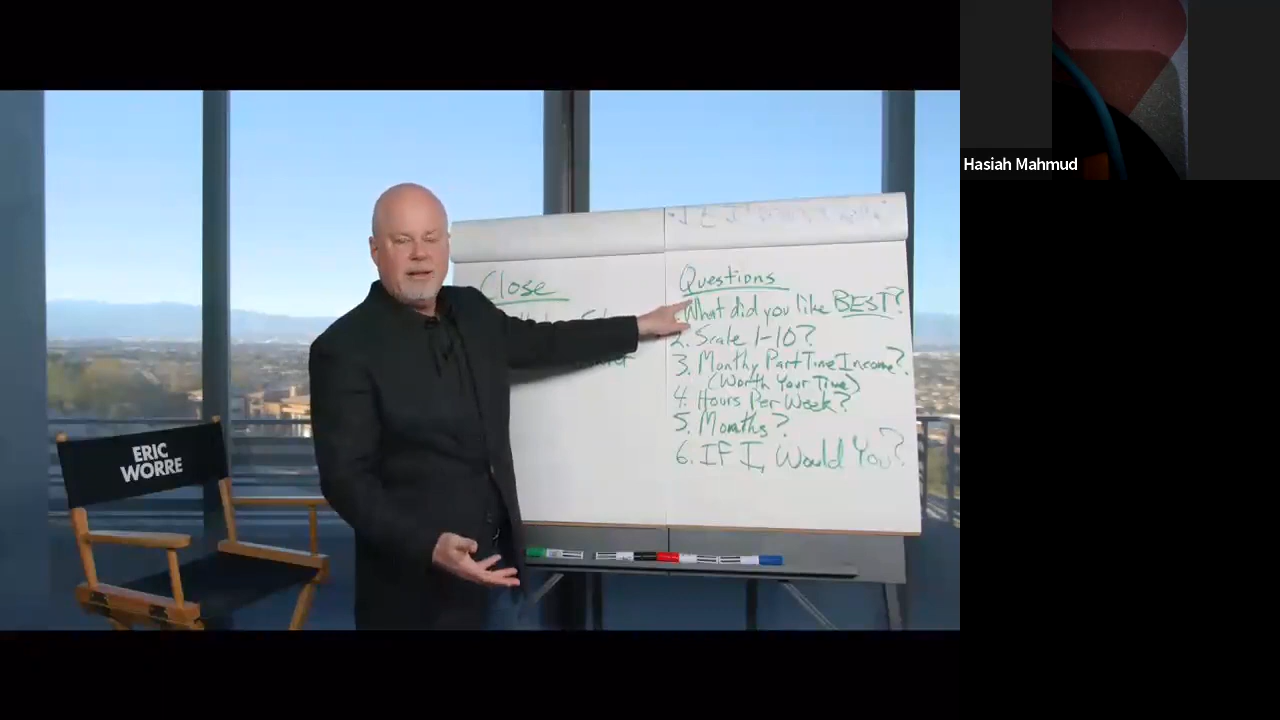 Hasiah Mahmud
ERIC
WORRE
Close
Questions
What did you like BEST?
2. Scale 1-10?
3. Monthy Part Time Income?
(Worth Your Time)
4. Hours Per Week?
5. Months?
6. IF I, Would You?